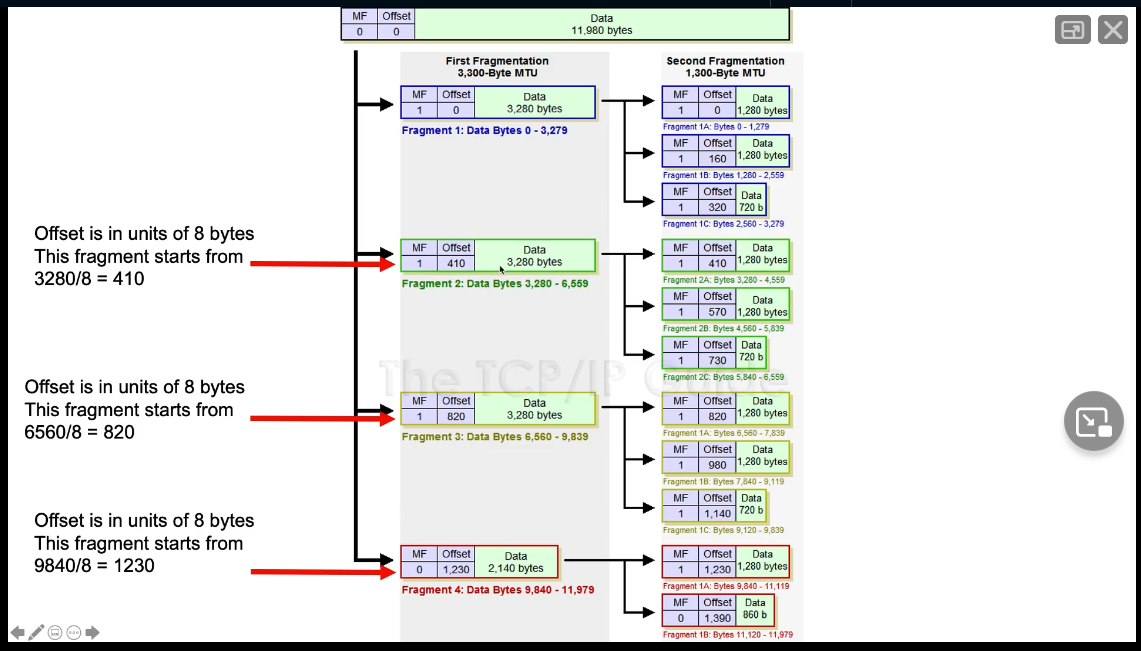 MF Offset Data
0 0 11,980 bytes
First Fragmentation
3,300-Byte MTU
Second Fragmentation
1,300-Byte MTU
MF Offset Data
1 0 3,280 bytes
Fragment 1: Data Bytes 0 - 3,279
MF Offset Data
1 0 1,280 bytes
Fragment 1A: Bytes 0 - 1,279
MF Offset Data
1 160 1,280 bytes
Fragment 1B: Bytes 1,280 - 2,559
MF Offset Data
1 320 720 b
Fragment 1C: Bytes 2,560 - 3,279
Offset is in units of 8 bytes
This fragment starts from
3280/8 = 410
MF Offset Data
1 410 3,280 bytes
Fragment 2: Data Bytes 3,280 - 6,559
MF Offset Data
1 410 1,280 bytes
Fragment 2A: Bytes 3,280 - 4,559
MF Offset Data
1 570 1,280 bytes
Fragment 2B: Bytes 4,560 - 5,839
MF Offset Data
1 730 720 b
Fragment 2C: Bytes 5,840 - 6,559
The TCP/IP Guide
Offset is in units of 8 bytes
This fragment starts from
6560/8 = 820
MF Offset Data
1 820 3,280 bytes
Fragment 3: Data Bytes 6,560 - 9,839
MF Offset Data
1 820 1,280 bytes
Fragment 1A: Bytes 6,560 - 7,839
MF Offset Data
1 980 1,280 bytes
Fragment 1B: Bytes 7,840 - 9,119
MF Offset Data
1 1,140 720 b
Fragment 1C: Bytes 9,120 - 9,839
Offset is in units of 8 bytes
This fragment starts from
9840/8 = 1230
MF Offset Data
0 1,230 2,140 bytes
Fragment 4: Data Bytes 9,840 - 11,979
MF Offset Data
1 1,230 1,280 bytes
Fragment 1A: Bytes 9,840 - 11,119
MF Offset Data
0 1,390 860 b
Fragment 1B: Bytes 11,120 - 11,979